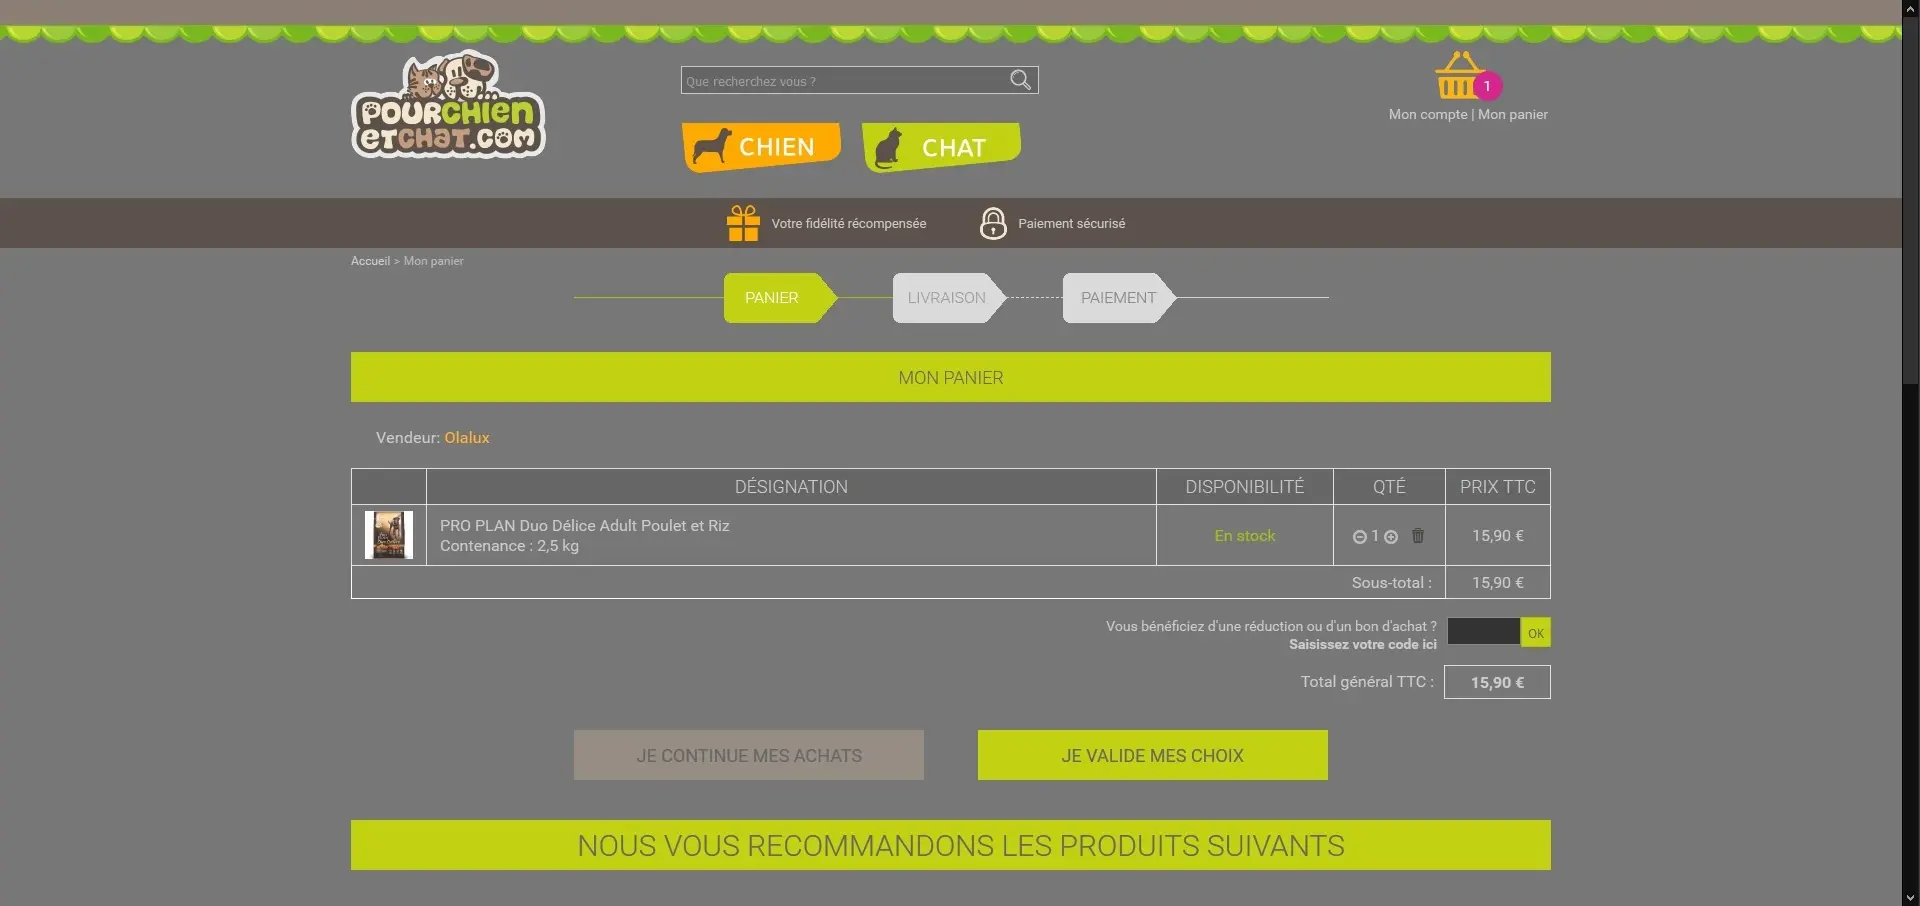 POURCHIEN
ETCHAT.COM
Que recherchez vous ?
1
Mon compte | Mon panier
CHIEN
CHAT
Votre fidélité récompensée
Paiement sécurisé
Accueil > Mon panier
PANIER
LIVRAISON
PAIEMENT
MON PANIER
Vendeur: Olalux
DÉSIGNATION
DISPONIBILITÉ
QTÉ
PRIX TTC
PRO PLAN Duo Délice Adult Poulet et Riz
Contenance : 2,5 kg
En stock
1
15,90 €
Sous-total :
15,90 €
Vous bénéficiez d'une réduction ou d'un bon d'achat ?
Saisissez votre code ici
OK
Total général TTC :
15,90 €
JE CONTINUE MES ACHATS
JE VALIDE MES CHOIX
NOUS VOUS RECOMMANDONS LES PRODUITS SUIVANTS